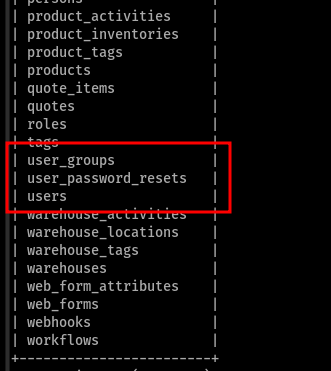 | persons |
| product_activities |
| product_inventories |
| product_tags |
| products |
| quote_items |
| quotes |
| roles |
| tags |
| user_groups |
| user_password_resets |
| users |
| warehouse_activities |
| warehouse_locations |
| warehouse_tags |
| warehouses |
| web_form_attributes |
| web_forms |
| webhooks |
| workflows |
+------------------------+